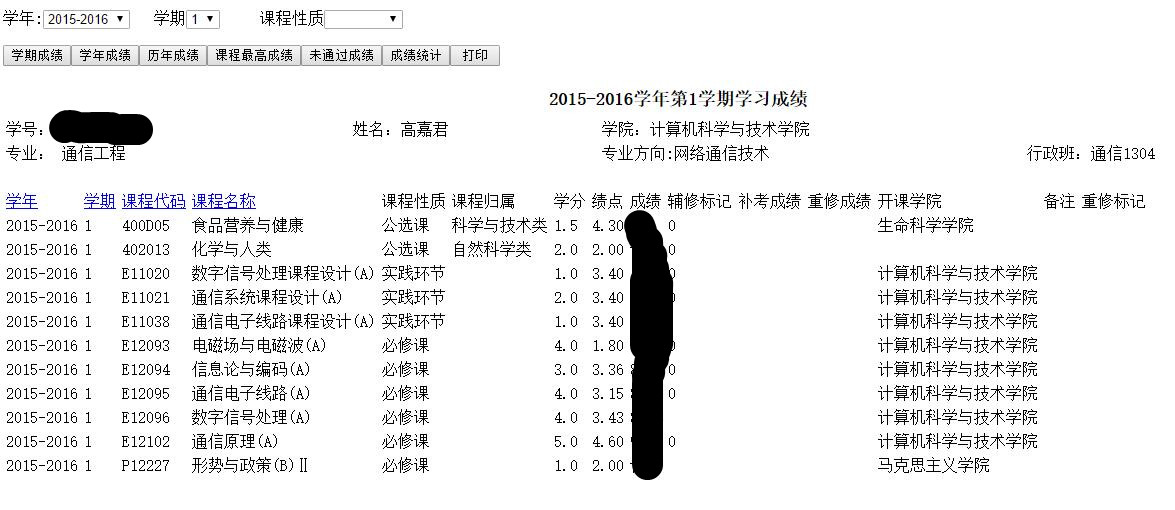 学年: 2015-2016 学期 1 课程性质
学期成绩 学年成绩 历年成绩 课程最高成绩 未通过成绩 成绩统计 打印
2015-2016学年第1学期学习成绩
学号: 姓名: 高嘉君 学院: 计算机科学与技术学院
专业: 通信工程 专业方向:网络通信技术 行政班: 通信1304
学年 学期 课程代码 课程名称 课程性质 课程归属 学分 绩点 成绩 辅修标记 补考成绩 重修成绩 开课学院 备注 重修标记
2015-2016 1 400D05 食品营养与健康 公选课 科学与技术类 1.5 4.30 0 生命科学学院
2015-2016 1 402013 化学与人类 公选课 自然科学类 2.0 2.00 0
2015-2016 1 E11020 数字信号处理课程设计(A) 实践环节 1.0 3.40 计算机科学与技术学院
2015-2016 1 E11021 通信系统课程设计(A) 实践环节 2.0 3.40 0 计算机科学与技术学院
2015-2016 1 E11038 通信电子线路课程设计(A) 实践环节 1.0 3.40 0 计算机科学与技术学院
2015-2016 1 E12093 电磁场与电磁波(A) 必修课 4.0 1.80 0 计算机科学与技术学院
2015-2016 1 E12094 信息论与编码(A) 必修课 3.0 3.36 0 计算机科学与技术学院
2015-2016 1 E12095 通信电子线路(A) 必修课 4.0 3.15 0 计算机科学与技术学院
2015-2016 1 E12096 数字信号处理(A) 必修课 4.0 3.43 计算机科学与技术学院
2015-2016 1 E12102 通信原理(A) 必修课 5.0 4.60 0 计算机科学与技术学院
2015-2016 1 P12227 形势与政策(B)Ⅱ 必修课 1.0 2.00 马克思主义学院